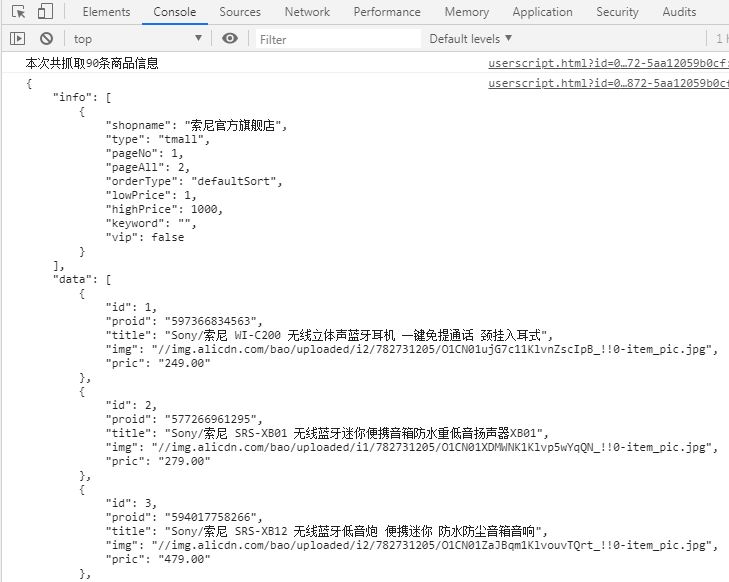 Elements Console Sources Network Performance Memory Application Security Audits
top ▼ Filter Default levels ▼ 1
本次共抓取90条商品信息 userscript.html?id=0…72-5aa12059b0cf:
{ userscript.html?id=0…872-5aa12059b0cf
"info": [
{
"shopname": "索尼官方旗舰店",
"type": "tmall",
"pageNo": 1,
"pageAll": 2,
"orderType": "defaultSort",
"lowPrice": 1,
"highPrice": 1000,
"keyword": "",
"vip": false
}
],
"data": [
{
"id": 1,
"proid": "597366834563",
"title": "Sony/索尼 WI-C200 无线立体声蓝牙耳机 一键免提通话 颈挂入耳式",
"img": "//img.alicdn.com/bao/uploaded/i2/782731205/O1CN01ujG7c11KlvnZscIpB_!!0-item_pic.jpg",
"pric": "249.00"
},
{
"id": 2,
"proid": "577266961295",
"title": "Sony/索尼 SRS-XB01 无线蓝牙迷你便携音箱防水重低音扬声器XB01",
"img": "//img.alicdn.com/bao/uploaded/i1/782731205/O1CN01XDMWNK1Klvp5wYqQN_!!0-item_pic.jpg",
"pric": "279.00"
},
{
"id": 3,
"proid": "594017758266",
"title": "Sony/索尼 SRS-XB12 无线蓝牙低音炮 便携迷你 防水防尘音箱音响",
"img": "//img.alicdn.com/bao/uploaded/i1/782731205/O1CN01ZaJBqm1KlvouvTQrt_!!0-item_pic.jpg",
"pric": "479.00"
},